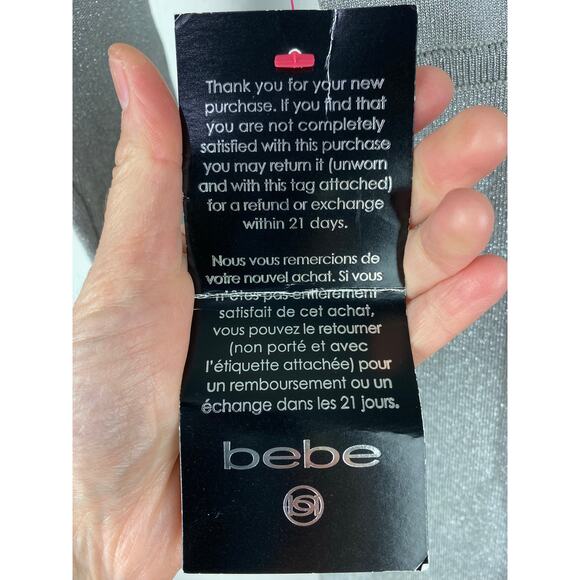 Thank you for your new
purchase. If you find that
you are not completely
satisfied with this purchase
you may return it (unworn
and with this tag attached)
for a refund or exchange
within 21 days.
Nous vous remercions de
votre nouvel achat. Si vous
n'êtes pas entièrement
satisfait de cet achat,
vous pouvez le retourner
(non porté et avec
l'étiquette attachée) pour
un remboursement ou un
échange dans les 21 jours.
bebe